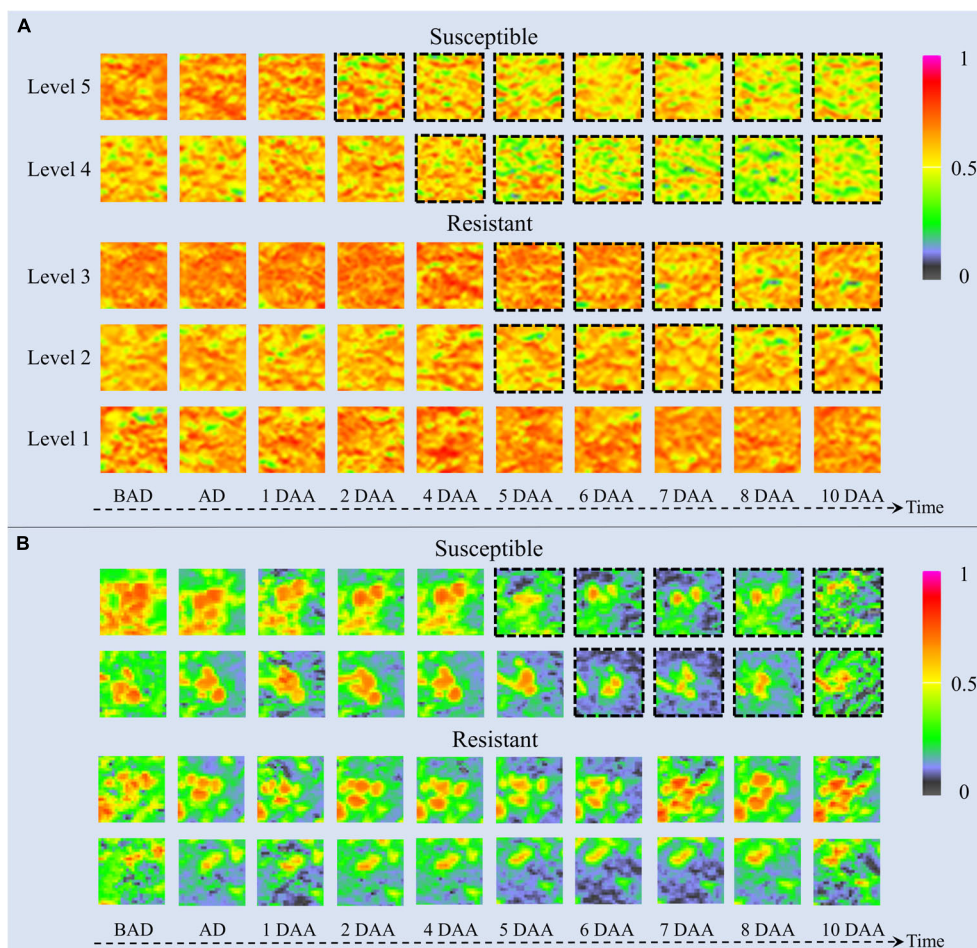 A
Susceptible
Level 5
1
Level 4
0.5
Resistant
Level 3
0
Level 2
Level 1
BAD AD 1 DAA 2 DAA 4 DAA 5 DAA 6 DAA 7 DAA 8 DAA 10 DAA
Time
B
Susceptible
1
0.5
Resistant
0
BAD AD 1 DAA 2 DAA 4 DAA 5 DAA 6 DAA 7 DAA 8 DAA 10 DAA
Time